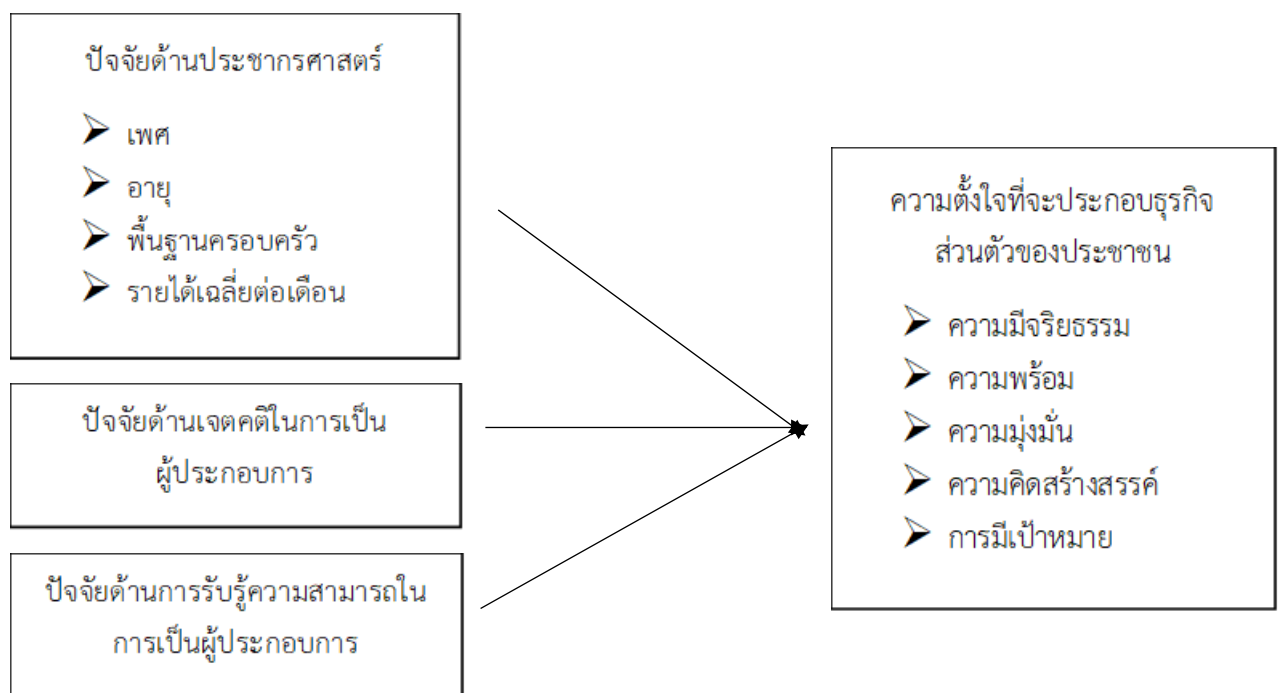 ปัจจัยด้านประชากรศาสตร์
เพศ
อายุ
พื้นฐานครอบครัว
รายได้เฉลี่ยต่อเดือน
ปัจจัยด้านเจตคติในการเป็น
ผู้ประกอบการ
ปัจจัยด้านการรับรู้ความสามารถใน
การเป็นผู้ประกอบการ
ความตั้งใจที่จะประกอบธุรกิจ
ส่วนตัวของประชาชน
ความมีจริยธรรม
ความพร้อม
ความมุ่งมั่น
ความคิดสร้างสรรค์
การมีเป้าหมาย